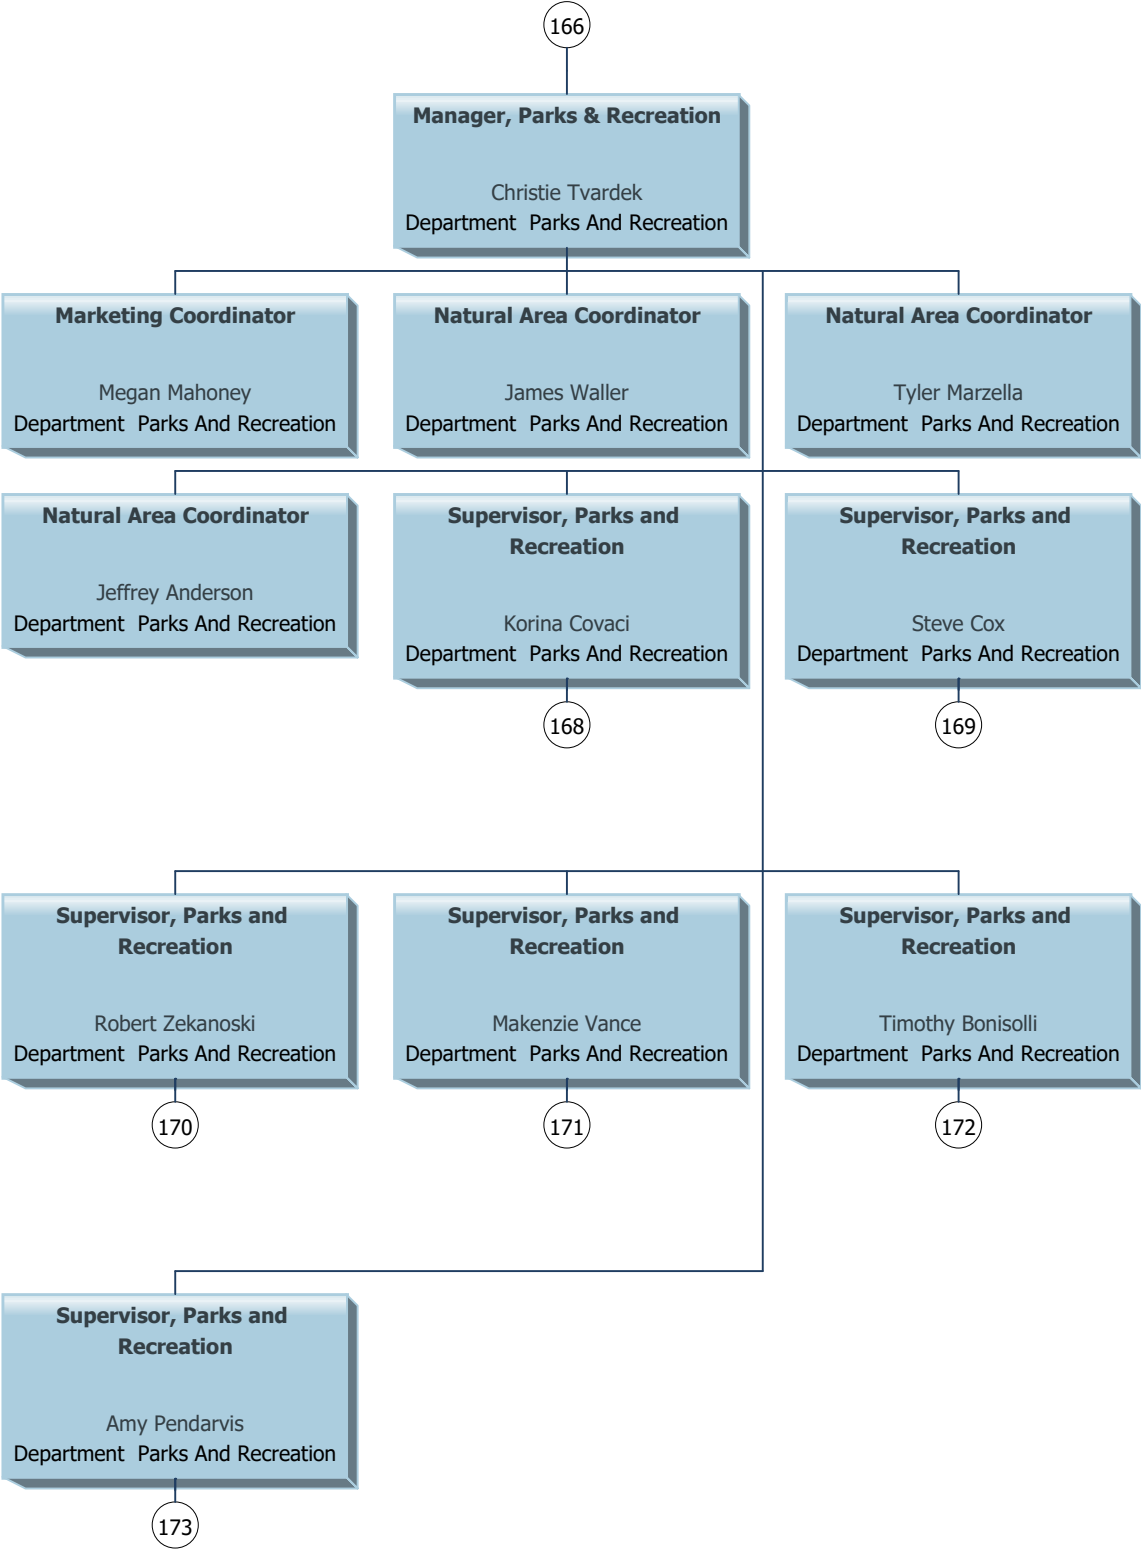 166
Manager, Parks & Recreation
Christie Tvardek
Department  Parks And Recreation
Marketing Coordinator
Megan Mahoney
Department  Parks And Recreation
Natural Area Coordinator
James Waller
Department  Parks And Recreation
Natural Area Coordinator
Tyler Marzella
Department  Parks And Recreation
Natural Area Coordinator
Jeffrey Anderson
Department  Parks And Recreation
Supervisor, Parks and
Recreation
Korina Covaci
Department  Parks And Recreation
168
Supervisor, Parks and
Recreation
Steve Cox
Department  Parks And Recreation
169
Supervisor, Parks and
Recreation
Robert Zekanoski
Department  Parks And Recreation
170
Supervisor, Parks and
Recreation
Makenzie Vance
Department  Parks And Recreation
171
Supervisor, Parks and
Recreation
Timothy Bonisolli
Department  Parks And Recreation
172
Supervisor, Parks and
Recreation
Amy Pendarvis
Department  Parks And Recreation
173